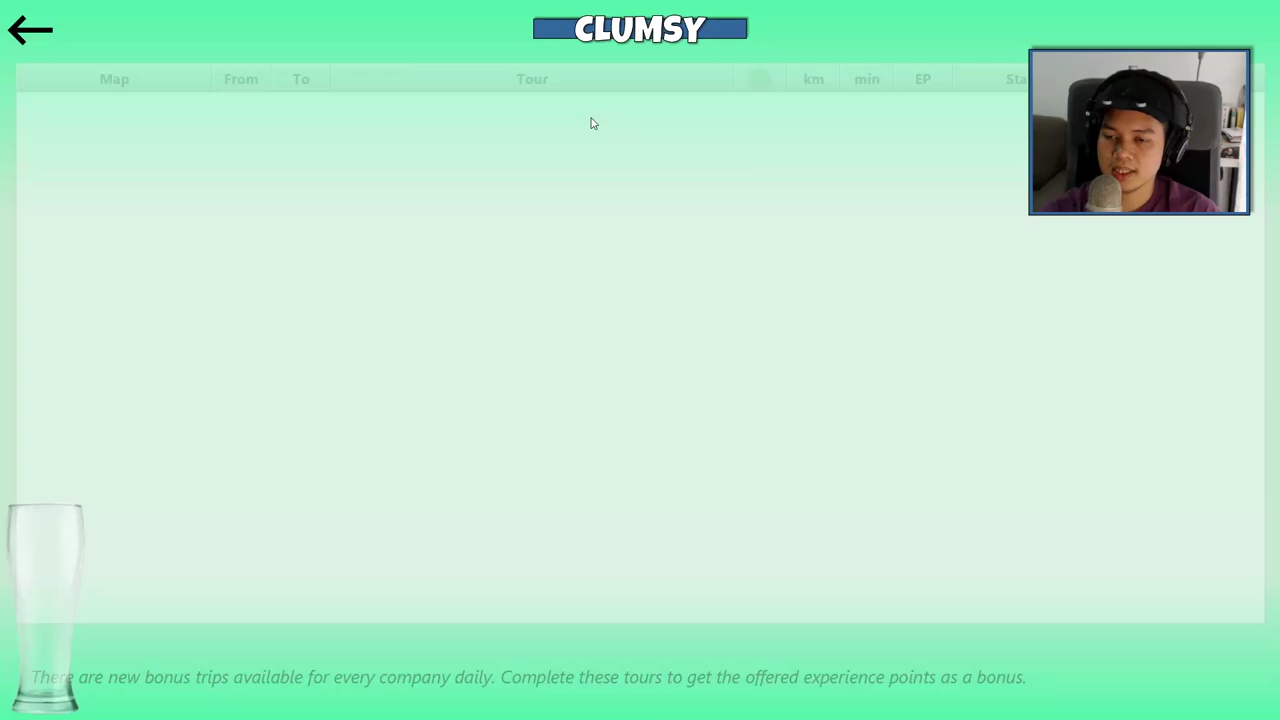 CLUMSY
Map From To Tour km min EP Sta
There are new bonus trips available for every company daily. Complete these tours to get the offered experience points as a bonus.